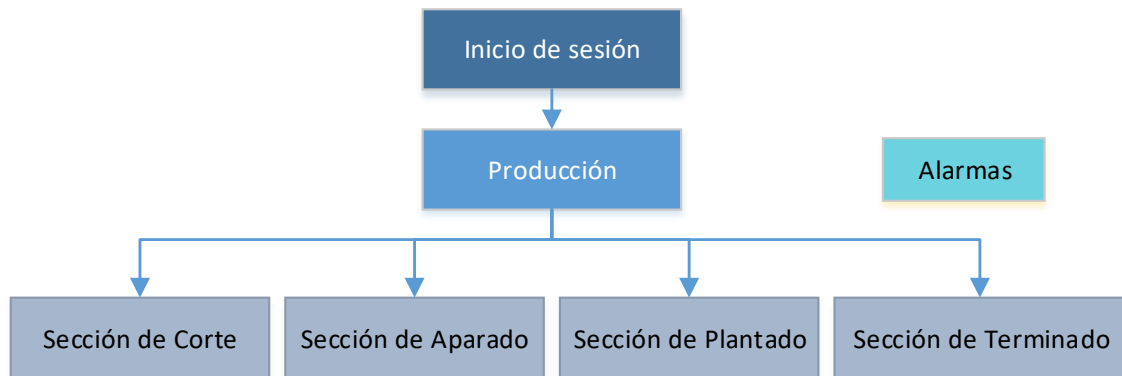 Inicio de sesión
Producción
Alarmas
Sección de Corte
Sección de Aparado
Sección de Plantado
Sección de Terminado